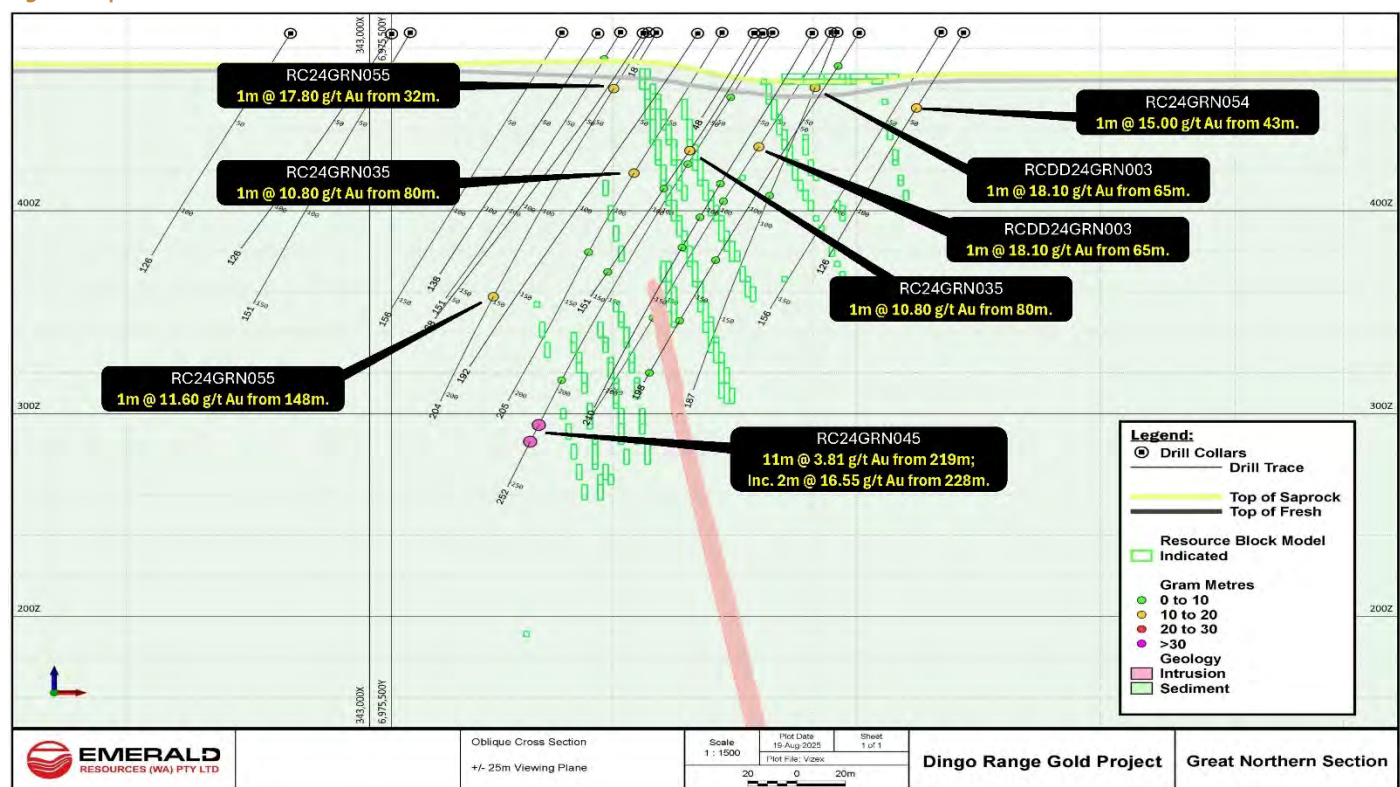 343,000X
6,975,500Y
RC24GRN055
1m @ 17.80 g/t Au from 32m.
RC24GRN054
1m @ 15.00 g/t Au from 43m.
RC24GRN035
1m @ 10.80 g/t Au from 80m.
RCDD24GRN003
1m @ 18.10 g/t Au from 65m.
400Z
RCDD24GRN003
1m @ 18.10 g/t Au from 65m.
RC24GRN035
1m @ 10.80 g/t Au from 80m.
18
48
126
126
151
156
138
151
151
126
156
192
204
205
210
198
187
252
RC24GRN055
1m @ 11.60 g/t Au from 148m.
300Z
300Z
RC24GRN045
11m @ 3.81 g/t Au from 219m;
Inc. 2m @ 16.55 g/t Au from 228m.
Legend:
Drill Collars
Drill Trace
Top of Saprock
Top of Fresh
Resource Block Model
Indicated
Gram Metres
0 to 10
10 to 20
20 to 30
>30
Geology
Intrusion
Sediment
200Z
200Z
343,000X
6,975,500Y
EMERALD
RESOURCES (WA) PTY LTD
Oblique Cross Section
+/- 25m Viewing Plane
Scale
1 : 1500
Plot Date
19-Aug-2025
Sheet
1 of 1
Plot File: Vizex
20 0 20m
Dingo Range Gold Project
Great Northern Section